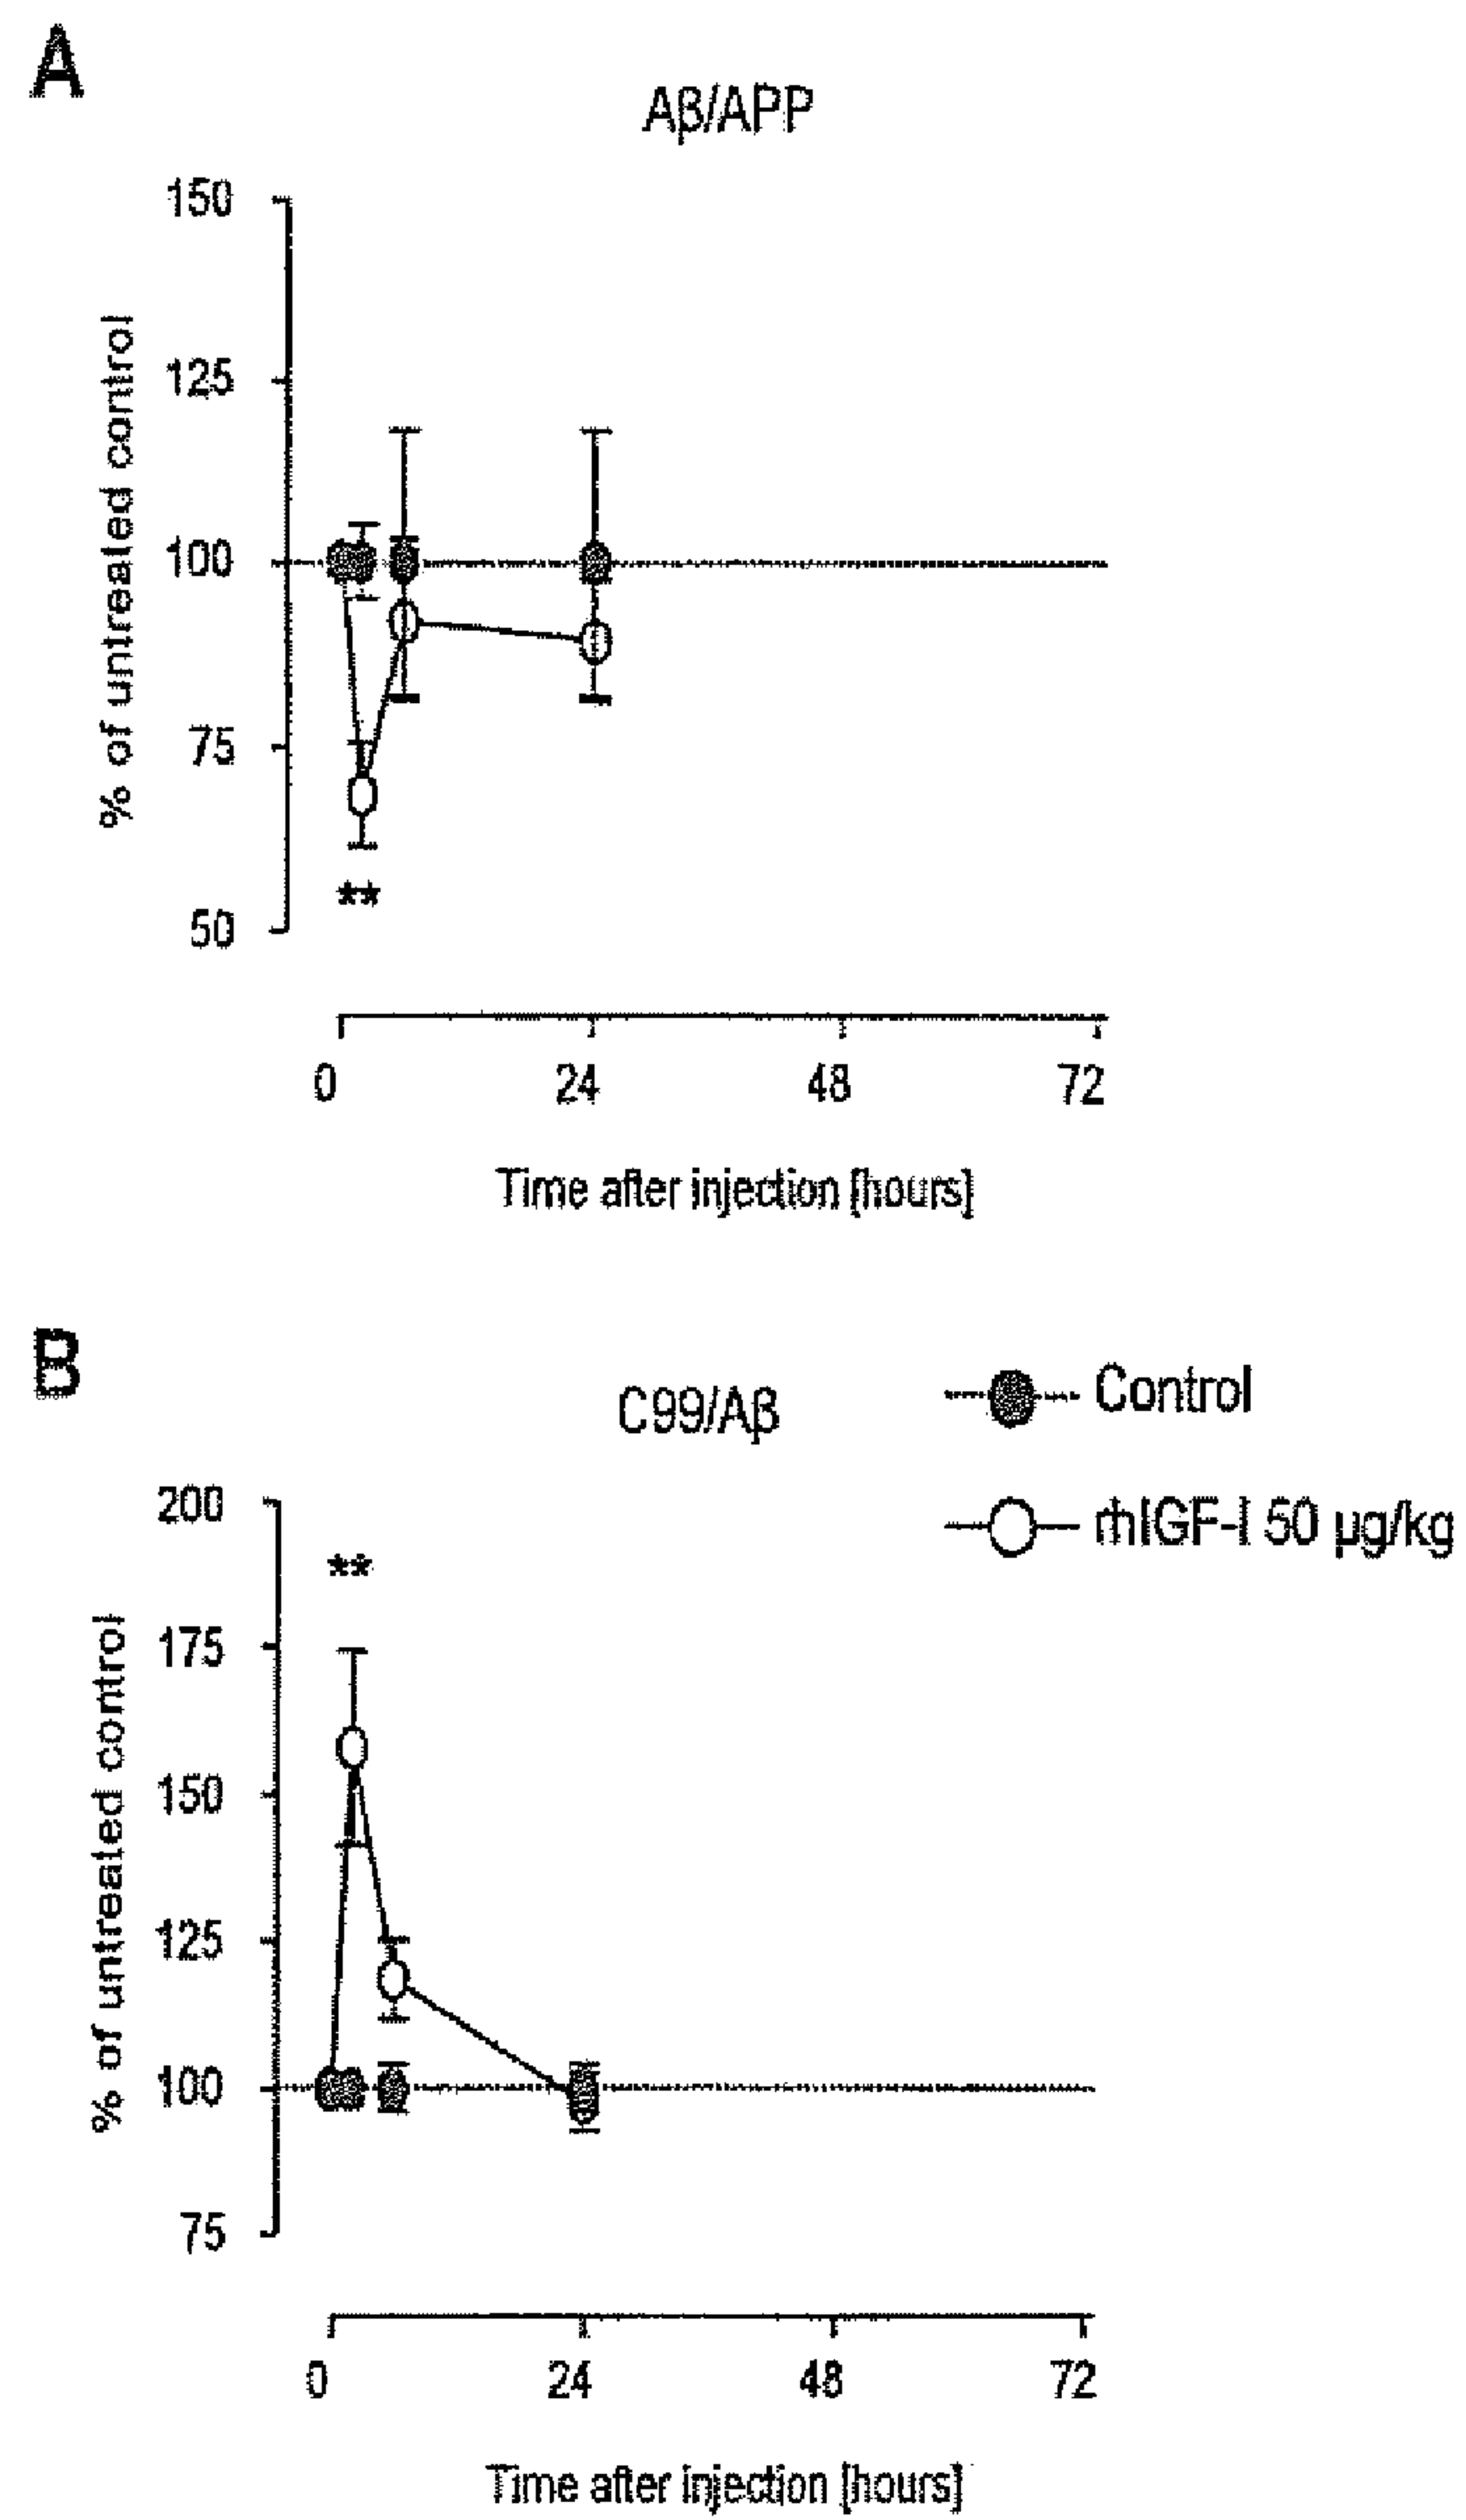 A
Aβ/APP
150
125
100
75
50
% of untreated control
0 24 48 72
Time after injection [hours]
B
C99/Aβ
Control
rhIGF-I 50 µg/kg
200
**
175
150
125
100
75
% of untreated control
0 24 48 72
Time after injection [hours]
**